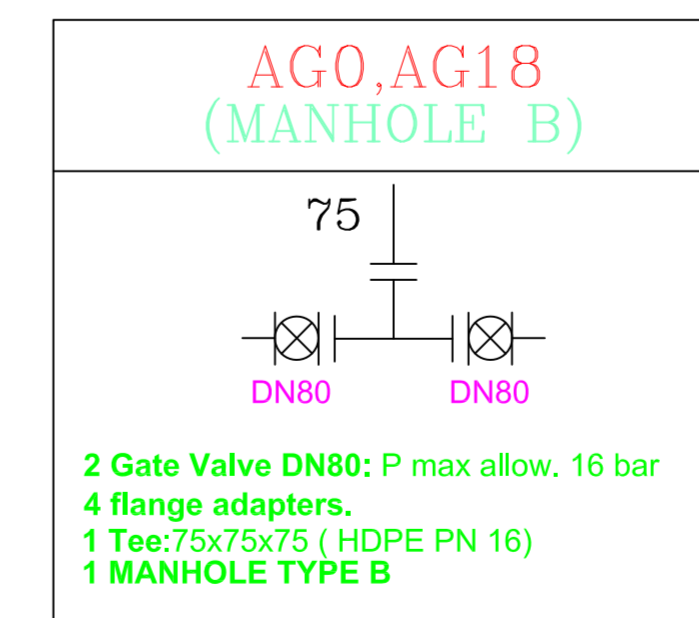 AG0,AG18
(MANHOLE B)
75
DN80 DN80
2 Gate Valve DN80: P max allow. 16 bar
4 flange adapters.
1 Tee:75x75x75 ( HDPE PN 16)
1 MANHOLE TYPE B